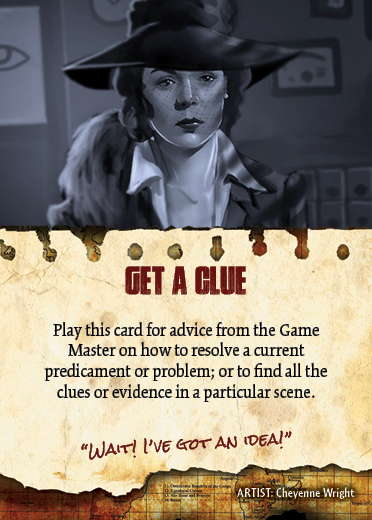 GET A CLUE
Play this card for advice from the Game
Master on how to resolve a current
predicament or problem; or to find all the
clues or evidence in a particular scene.
"WAIT! I'VE GOT AN IDEA!"
ARTIST: Cheyenne Wright